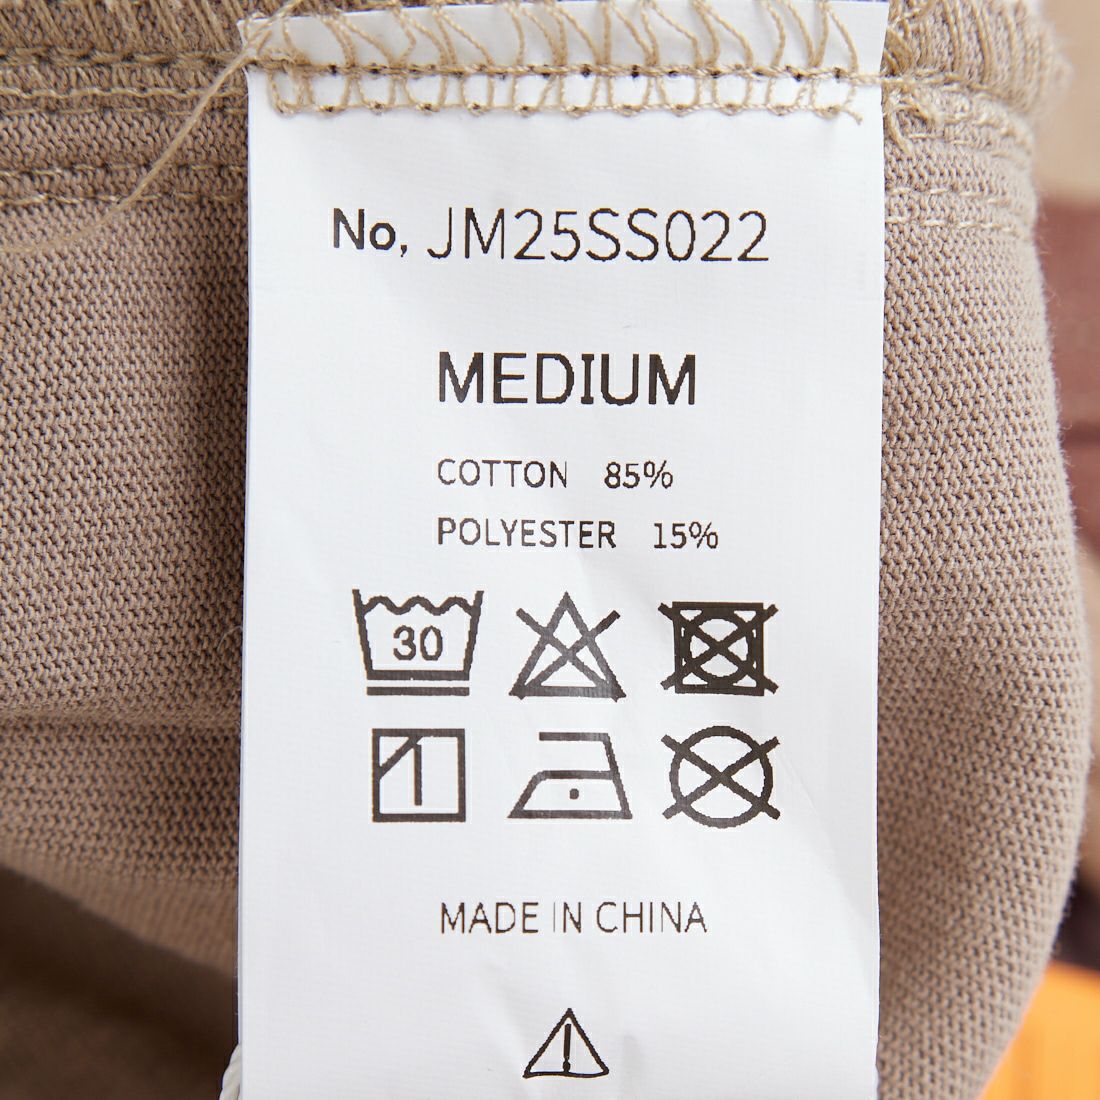 No, JM25SS022
MEDIUM
COTTON 85%
POLYESTER 15%
30
MADE IN CHINA